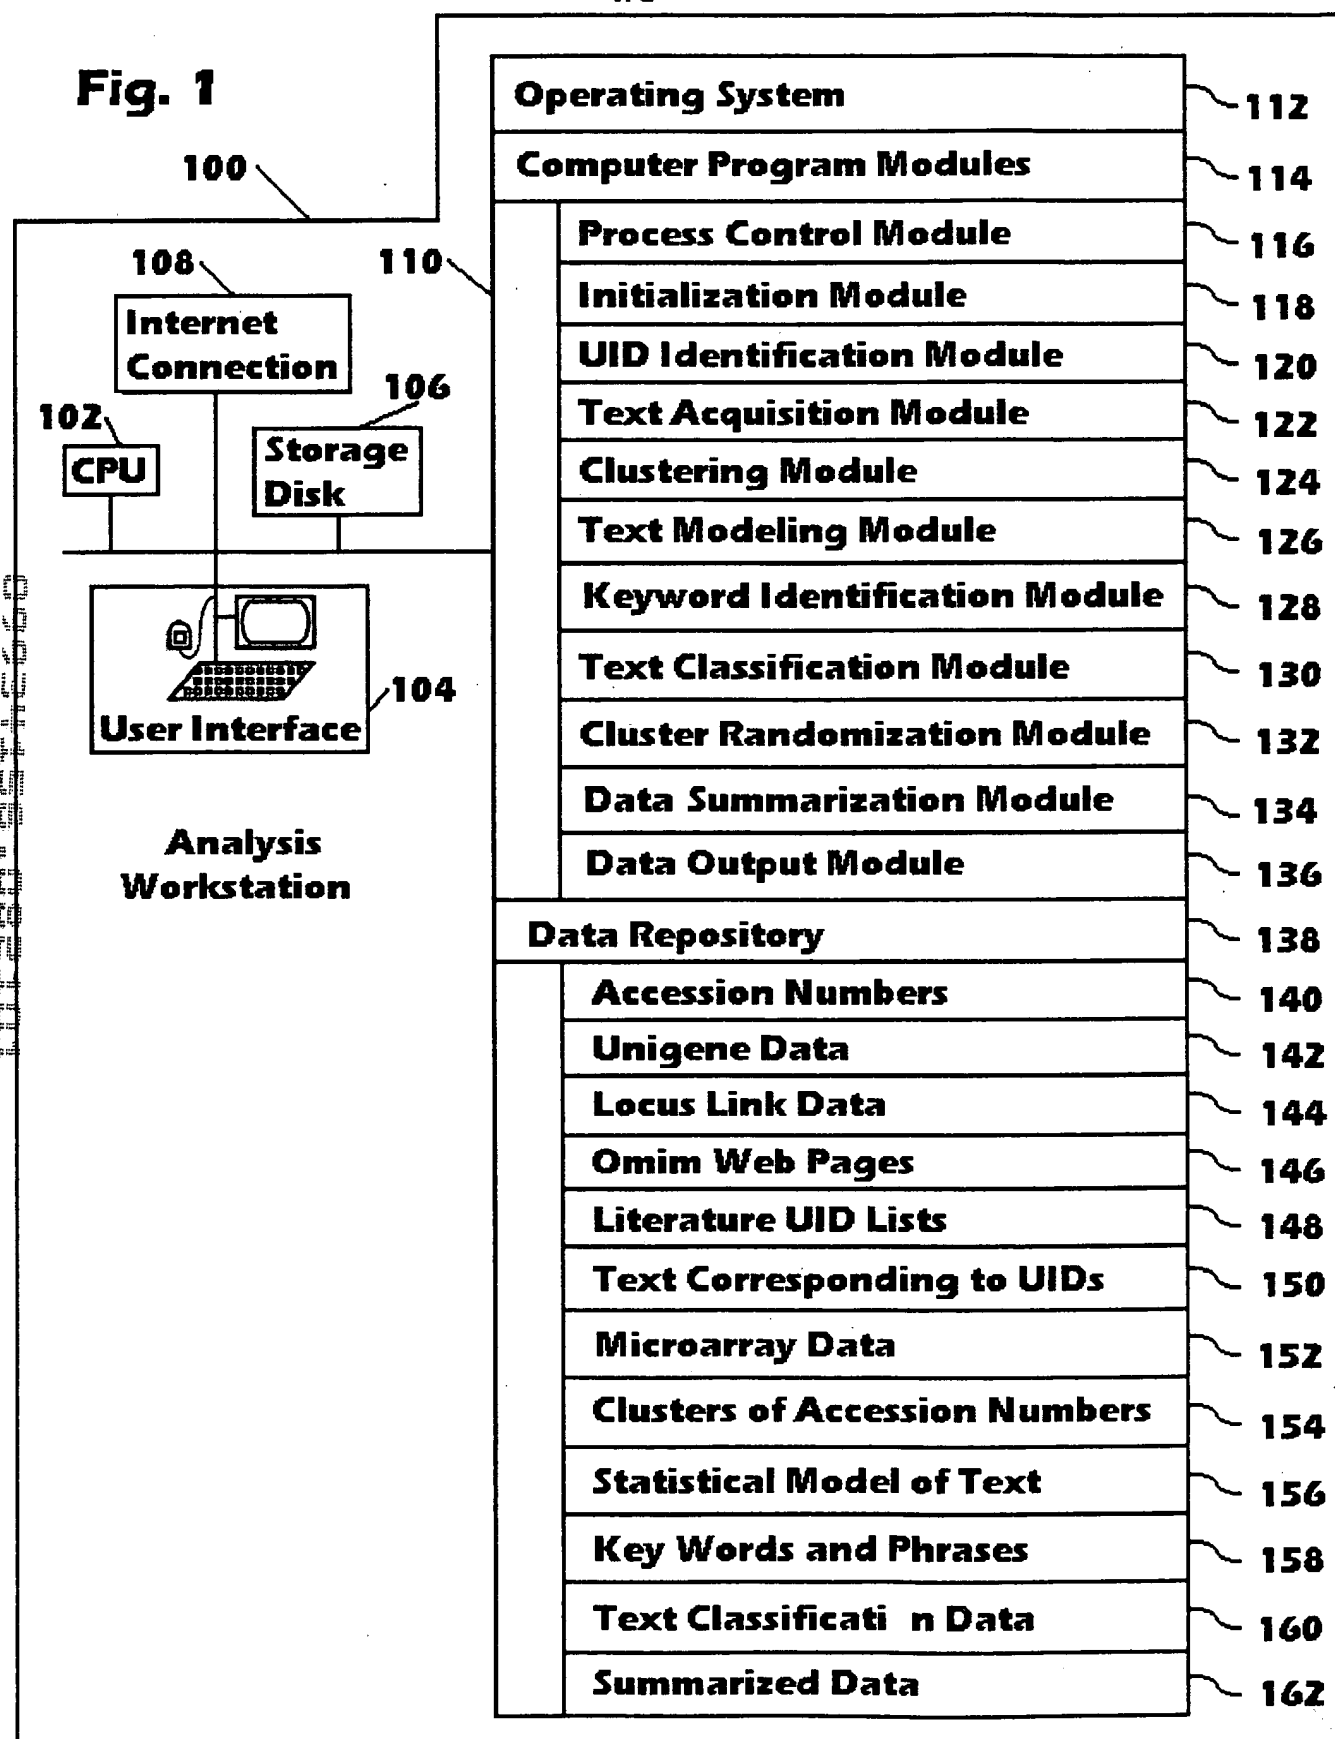 Fig. 1
100
108
Internet
Connection
102
CPU
106
Storage
Disk
104
User Interface
Analysis
Workstation
110
Operating System 112
Computer Program Modules 114
Process Control Module 116
Initialization Module 118
UID Identification Module 120
Text Acquisition Module 122
Clustering Module 124
Text Modeling Module 126
Keyword Identification Module 128
Text Classification Module 130
Cluster Randomization Module 132
Data Summarization Module 134
Data Output Module 136
Data Repository 138
Accession Numbers 140
Unigene Data 142
Locus Link Data 144
Omim Web Pages 146
Literature UID Lists 148
Text Corresponding to UIDs 150
Microarray Data 152
Clusters of Accession Numbers 154
Statistical Model of Text 156
Key Words and Phrases 158
Text Classificati n Data 160
Summarized Data 162